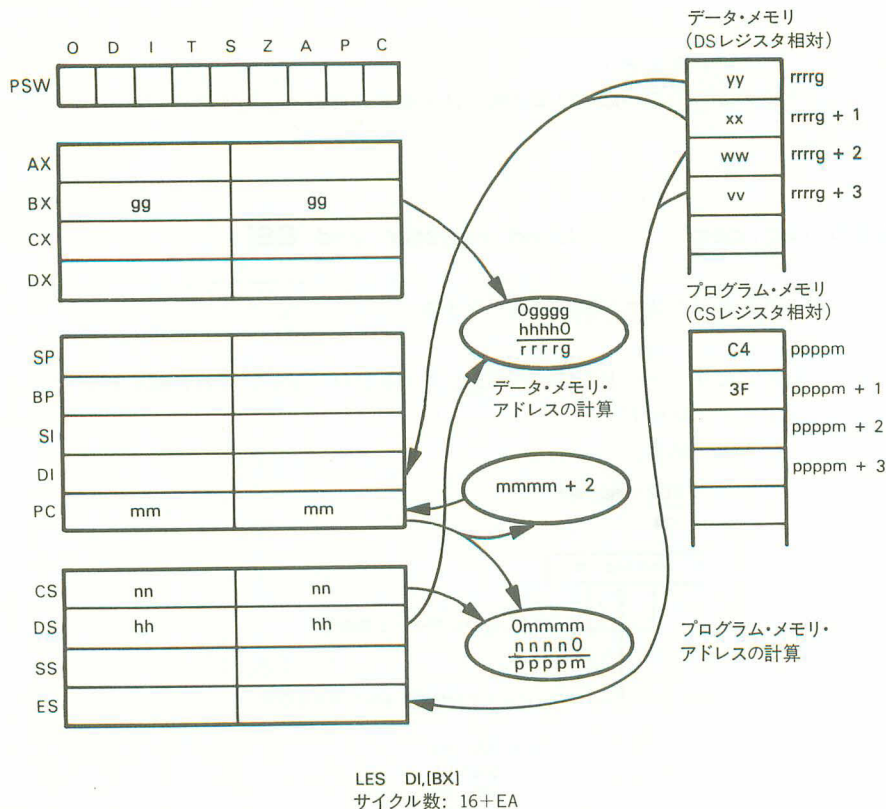 O D I T S Z A P C
PSW
AX
BX gg gg
CX
DX
SP
BP
SI
DI
PC mm mm
CS nn nn
DS hh hh
SS
ES
0gggg
hhhh0
rrrrg
データ・メモリ・
アドレスの計算
mmmm + 2
0mmmm
nnnn0
ppppm
プログラム・メモリ・
アドレスの計算
データ・メモリ
(DSレジスタ相対)
yy rrrrg
xx rrrrg + 1
ww rrrrg + 2
vv rrrrg + 3
プログラム・メモリ
(CSレジスタ相対)
C4 ppppm
3F ppppm + 1
ppppm + 2
ppppm + 3
LES DI,[BX]
サイクル数: 16+EA